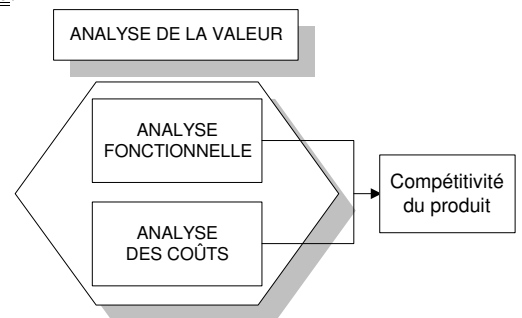 ANALYSE DE LA VALEUR
ANALYSE
FONCTIONNELLE
ANALYSE
DES COÛTS
Compétitivité
du produit